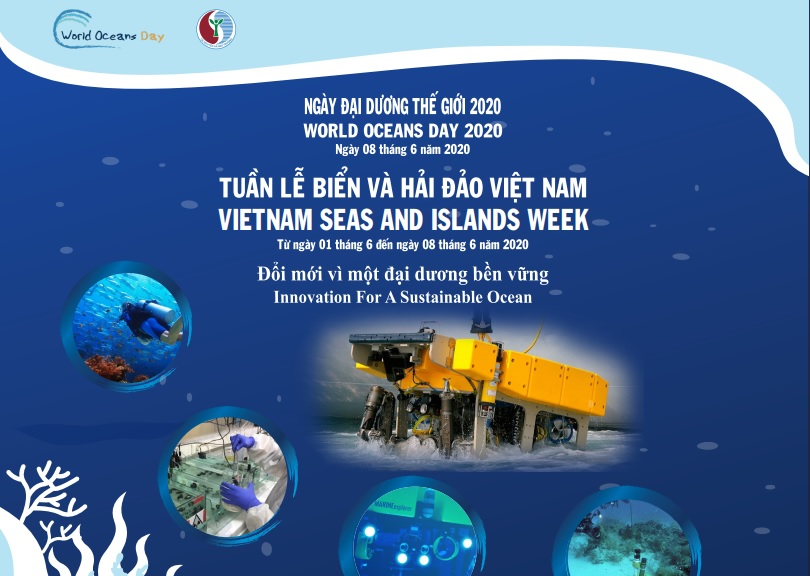 World Oceans Day
NGÀY ĐẠI DƯƠNG THẾ GIỚI 2020
WORLD OCEANS DAY 2020
Ngày 08 tháng 6 năm 2020
TUẦN LỄ BIỂN VÀ HẢI ĐẢO VIỆT NAM
VIETNAM SEAS AND ISLANDS WEEK
Từ ngày 01 tháng 6 đến ngày 08 tháng 6 năm 2020
Đổi mới vì một đại dương bền vững
Innovation For A Sustainable Ocean